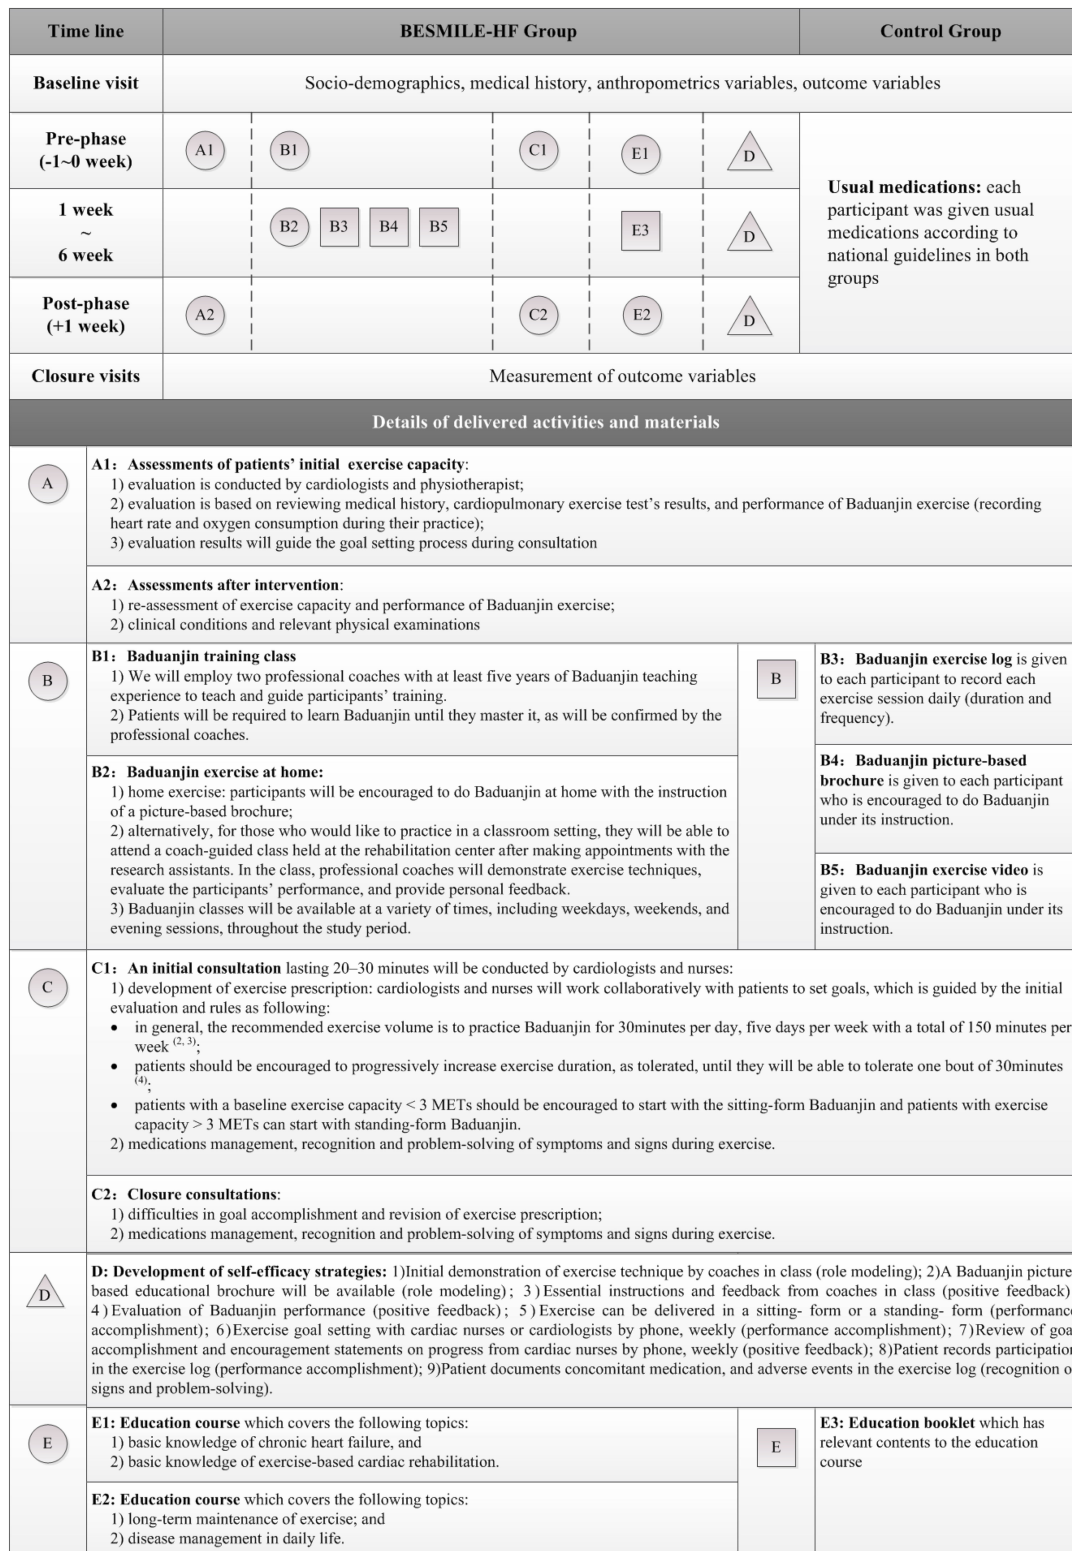 Time line
BESMILE-HF Group
Control Group
Baseline visit
Socio-demographics, medical history, anthropometrics variables, outcome variables
Pre-phase
(-1~0 week)
A1
B1
C1
E1
D
Usual medications: each
participant was given usual
medications according to
national guidelines in both
groups
1 week
~
6 week
B2
B3
B4
B5
E3
D
Post-phase
(+1 week)
A2
C2
E2
D
Closure visits
Measurement of outcome variables
Details of delivered activities and materials
A
A1: Assessments of patients' initial exercise capacity:
1) evaluation is conducted by cardiologists and physiotherapist;
2) evaluation is based on reviewing medical history, cardiopulmonary exercise test's results, and performance of Baduanjin exercise (recording
heart rate and oxygen consumption during their practice);
3) evaluation results will guide the goal setting process during consultation
A2: Assessments after intervention:
1) re-assessment of exercise capacity and performance of Baduanjin exercise;
2) clinical conditions and relevant physical examinations
B
B1: Baduanjin training class
1) We will employ two professional coaches with at least five years of Baduanjin teaching
experience to teach and guide participants' training.
2) Patients will be required to learn Baduanjin until they master it, as will be confirmed by the
professional coaches.
B2: Baduanjin exercise at home:
1) home exercise: participants will be encouraged to do Baduanjin at home with the instruction
of a picture-based brochure;
2) alternatively, for those who would like to practice in a classroom setting, they will be able to
attend a coach-guided class held at the rehabilitation center after making appointments with the
research assistants. In the class, professional coaches will demonstrate exercise techniques,
evaluate the participants' performance, and provide personal feedback.
3) Baduanjin classes will be available at a variety of times, including weekdays, weekends, and
evening sessions, throughout the study period.
B
B3: Baduanjin exercise log is given
to each participant to record each
exercise session daily (duration and
frequency).
B4: Baduanjin picture-based
brochure is given to each participant
who is encouraged to do Baduanjin
under its instruction.
B5: Baduanjin exercise video is
given to each participant who is
encouraged to do Baduanjin under its
instruction.
C
C1: An initial consultation lasting 20–30 minutes will be conducted by cardiologists and nurses:
1) development of exercise prescription: cardiologists and nurses will work collaboratively with patients to set goals, which is guided by the initial
evaluation and rules as following:
• in general, the recommended exercise volume is to practice Baduanjin for 30minutes per day, five days per week with a total of 150 minutes per
week (2, 3);
• patients should be encouraged to progressively increase exercise duration, as tolerated, until they will be able to tolerate one bout of 30minutes
(4);
• patients with a baseline exercise capacity < 3 METs should be encouraged to start with the sitting-form Baduanjin and patients with exercise
capacity > 3 METs can start with standing-form Baduanjin.
2) medications management, recognition and problem-solving of symptoms and signs during exercise.
C2: Closure consultations:
1) difficulties in goal accomplishment and revision of exercise prescription;
2) medications management, recognition and problem-solving of symptoms and signs during exercise.
D
D: Development of self-efficacy strategies: 1)Initial demonstration of exercise technique by coaches in class (role modeling); 2)A Baduanjin picture
based educational brochure will be available (role modeling) ; 3 ) Essential instructions and feedback from coaches in class (positive feedback)
4 ) Evaluation of Baduanjin performance (positive feedback) ; 5 ) Exercise can be delivered in a sitting- form or a standing- form (performance
accomplishment); 6)Exercise goal setting with cardiac nurses or cardiologists by phone, weekly (performance accomplishment); 7)Review of goa
accomplishment and encouragement statements on progress from cardiac nurses by phone, weekly (positive feedback); 8)Patient records participation
in the exercise log (performance accomplishment); 9)Patient documents concomitant medication, and adverse events in the exercise log (recognition o
signs and problem-solving).
E
E1: Education course which covers the following topics:
1) basic knowledge of chronic heart failure, and
2) basic knowledge of exercise-based cardiac rehabilitation.
E2: Education course which covers the following topics:
1) long-term maintenance of exercise; and
2) disease management in daily life.
E
E3: Education booklet which has
relevant contents to the education
course